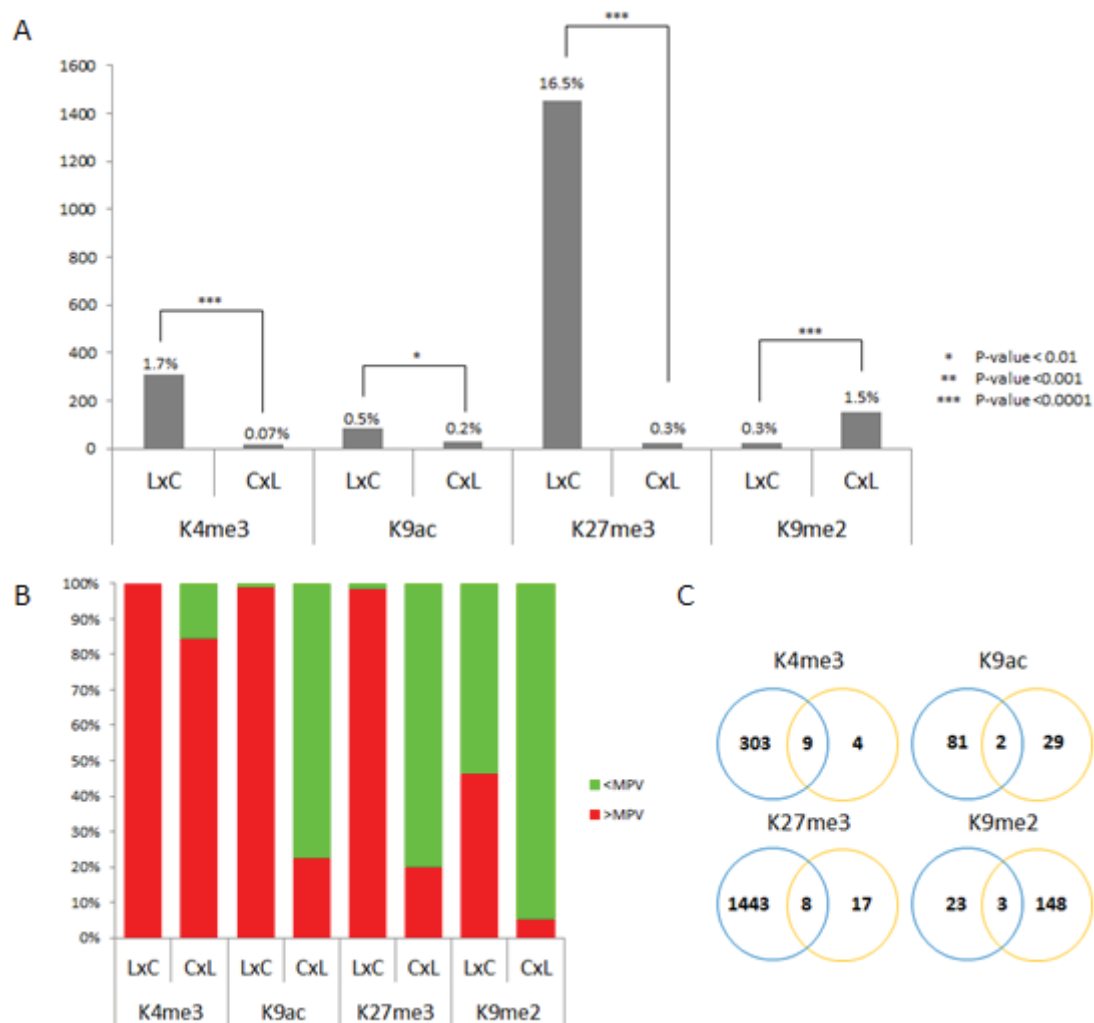 A
***
1600
16.5%
1400
1200
1000
800
600
***
***
400
1.7%
*
* P-value < 0.01
** P-value <0.001
*** P-value <0.0001
200
0.07%
0.5%
0.2%
0.3%
0.3%
1.5%
0
LxC CxL LxC CxL LxC CxL LxC CxL
K4me3 K9ac K27me3 K9me2
B
100%
90%
80%
70%
60%
50%
40%
30%
20%
10%
0%
<MPV
>MPV
LxC CxL LxC CxL LxC CxL LxC CxL
K4me3 K9ac K27me3 K9me2
C
K4me3 K9ac
303 9 4 81 2 29
K27me3 K9me2
1443 8 17 23 3 148